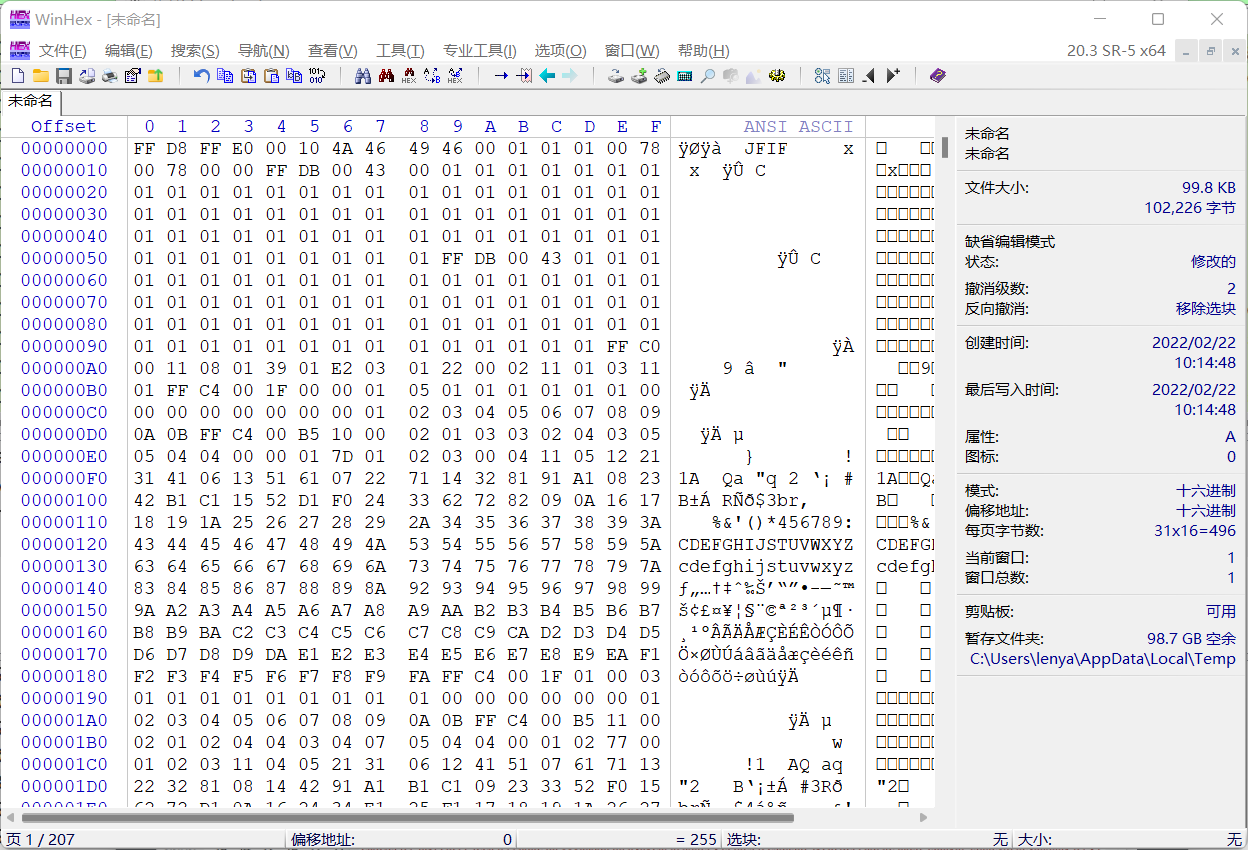 WinHex - [未命名]
文件(F) 编辑(E) 搜索(S) 导航(N) 查看(V) 工具(T) 专业工具(I) 选项(O) 窗口(W) 帮助(H) 20.3 SR-5 x64
未命名
Offset 0 1 2 3 4 5 6 7 8 9 A B C D E F ANSI ASCII
00000000 FF D8 FF E0 00 10 4A 46 49 46 00 01 01 01 00 78 ÿØÿà JFIF x
00000010 00 78 00 00 FF DB 00 43 00 01 01 01 01 01 01 01 x ÿÛ C
00000020 01 01 01 01 01 01 01 01 01 01 01 01 01 01 01 01
00000030 01 01 01 01 01 01 01 01 01 01 01 01 01 01 01 01
00000040 01 01 01 01 01 01 01 01 01 01 01 01 01 01 01 01
00000050 01 01 01 01 01 01 01 01 01 FF DB 00 43 01 01 01 ÿÛ C
00000060 01 01 01 01 01 01 01 01 01 01 01 01 01 01 01 01
00000070 01 01 01 01 01 01 01 01 01 01 01 01 01 01 01 01
00000080 01 01 01 01 01 01 01 01 01 01 01 01 01 01 01 01
00000090 01 01 01 01 01 01 01 01 01 01 01 01 01 01 FF C0 ÿÀ
000000A0 00 11 08 01 39 01 E2 03 01 22 00 02 11 01 03 11 9 â "
000000B0 01 FF C4 00 1F 00 00 01 05 01 01 01 01 01 01 00 ÿÄ
000000C0 00 00 00 00 00 00 00 01 02 03 04 05 06 07 08 09
000000D0 0A 0B FF C4 00 B5 10 00 02 01 03 03 02 04 03 05 ÿÄ µ
000000E0 05 04 04 00 00 01 7D 01 02 03 00 04 11 05 12 21 } !
000000F0 31 41 06 13 51 61 07 22 71 14 32 81 91 A1 08 23 1A Qa "q 2 ‘¡ #
00000100 42 B1 C1 15 52 D1 F0 24 33 62 72 82 09 0A 16 17 B±Á RÑð$3br‚
00000110 18 19 1A 25 26 27 28 29 2A 34 35 36 37 38 39 3A %&'()*456789:
00000120 43 44 45 46 47 48 49 4A 53 54 55 56 57 58 59 5A CDEFGHIJSTUVWXYZ
00000130 63 64 65 66 67 68 69 6A 73 74 75 76 77 78 79 7A cdefghijstuvwxyz
00000140 83 84 85 86 87 88 89 8A 92 93 94 95 96 97 98 99 ƒ„…†‡ˆ‰Š’“”•–—˜™
00000150 9A A2 A3 A4 A5 A6 A7 A8 A9 AA B2 B3 B4 B5 B6 B7 š¢£¤¥¦§¨©ª²³´µ¶·
00000160 B8 B9 BA C2 C3 C4 C5 C6 C7 C8 C9 CA D2 D3 D4 D5 ¸¹ºÂÃÄÅÆÇÈÉÊÒÓÔÕ
00000170 D6 D7 D8 D9 DA E1 E2 E3 E4 E5 E6 E7 E8 E9 EA F1 Ö×ØÙÚáâãäåæçèéêñ
00000180 F2 F3 F4 F5 F6 F7 F8 F9 FA FF C4 00 1F 01 00 03 òóôõö÷øùúÿÄ
00000190 01 01 01 01 01 01 01 01 01 00 00 00 00 00 00 01
000001A0 02 03 04 05 06 07 08 09 0A 0B FF C4 00 B5 11 00 ÿÄ µ
000001B0 02 01 02 04 04 03 04 07 05 04 04 00 01 02 77 00 w
000001C0 01 02 03 11 04 05 21 31 06 12 41 51 07 61 71 13 !1 AQ aq
000001D0 22 32 81 08 14 42 91 A1 B1 C1 09 23 33 52 F0 15 "2 B‘¡±Á #3Rð
未命名
未命名
文件大小: 99.8 KB
102,226 字节
缺省编辑模式
状态: 修改的
撤消级数: 2
反向撤消: 移除选块
创建时间: 2022/02/22
10:14:48
最后写入时间: 2022/02/22
10:14:48
属性: A
图标: 0
模式: 十六进制
偏移地址: 十六进制
每页字节数: 31x16=496
当前窗口: 1
窗口总数: 1
剪贴板: 可用
暂存文件夹: 98.7 GB 空余
C:\Users\lenya\AppData\Local\Temp
页 1 / 207 偏移地址: 0 = 255 选块: 无 大小: 无